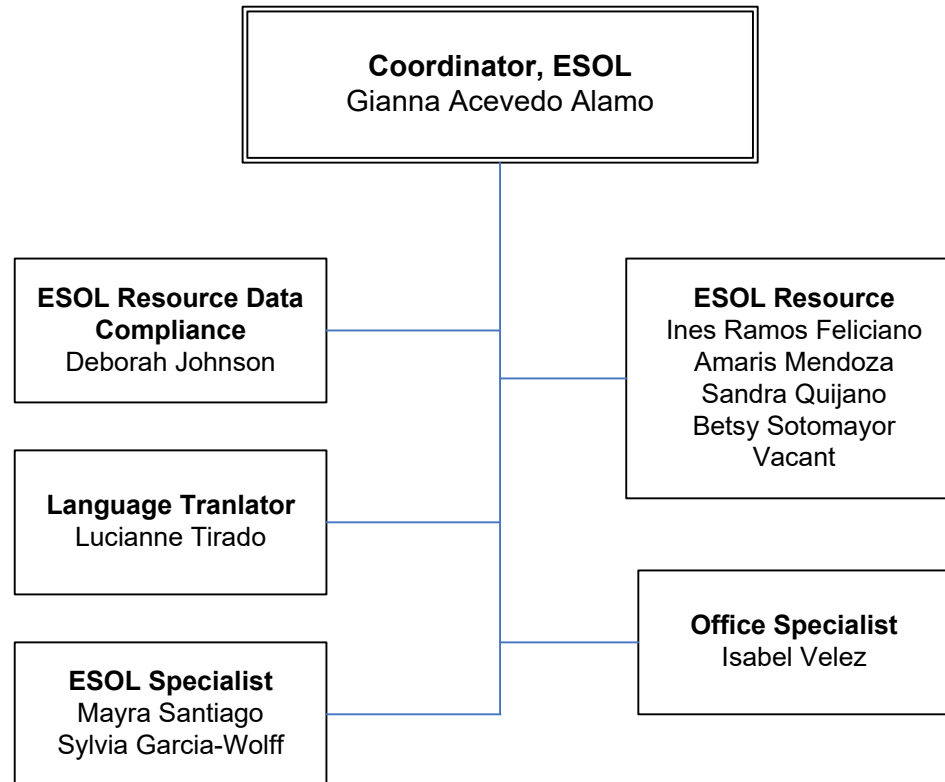 Coordinator, ESOL
Gianna Acevedo Alamo
ESOL Resource Data
Compliance
Deborah Johnson
ESOL Resource
Ines Ramos Feliciano
Amaris Mendoza
Sandra Quijano
Betsy Sotomayor
Vacant
Language Tranlator
Lucianne Tirado
Office Specialist
Isabel Velez
ESOL Specialist
Mayra Santiago
Sylvia Garcia-Wolff